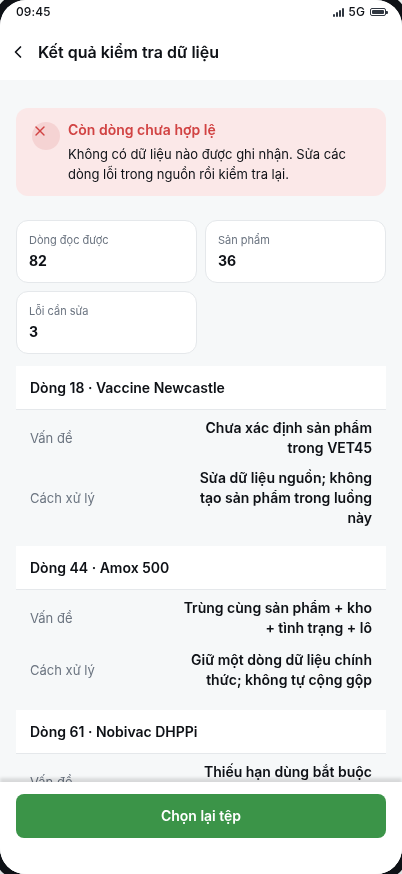 09:45
5G
Kết quả kiểm tra dữ liệu
Còn dòng chưa hợp lệ
Không có dữ liệu nào được ghi nhận. Sửa các
dòng lỗi trong nguồn rồi kiểm tra lại.
Dòng đọc được
82
Sản phẩm
36
Lỗi cần sửa
3
Dòng 18 · Vaccine Newcastle
Vấn đề
Chưa xác định sản phẩm
trong VET45
Cách xử lý
Sửa dữ liệu nguồn; không
tạo sản phẩm trong luồng
này
Dòng 44 · Amox 500
Vấn đề
Trùng cùng sản phẩm + kho
+ tình trạng + lô
Cách xử lý
Giữ một dòng dữ liệu chính
thức; không tự cộng gộp
Dòng 61 · Nobivac DHPPi
Vấn đề
Thiếu hạn dùng bắt buộc
Chọn lại tệp